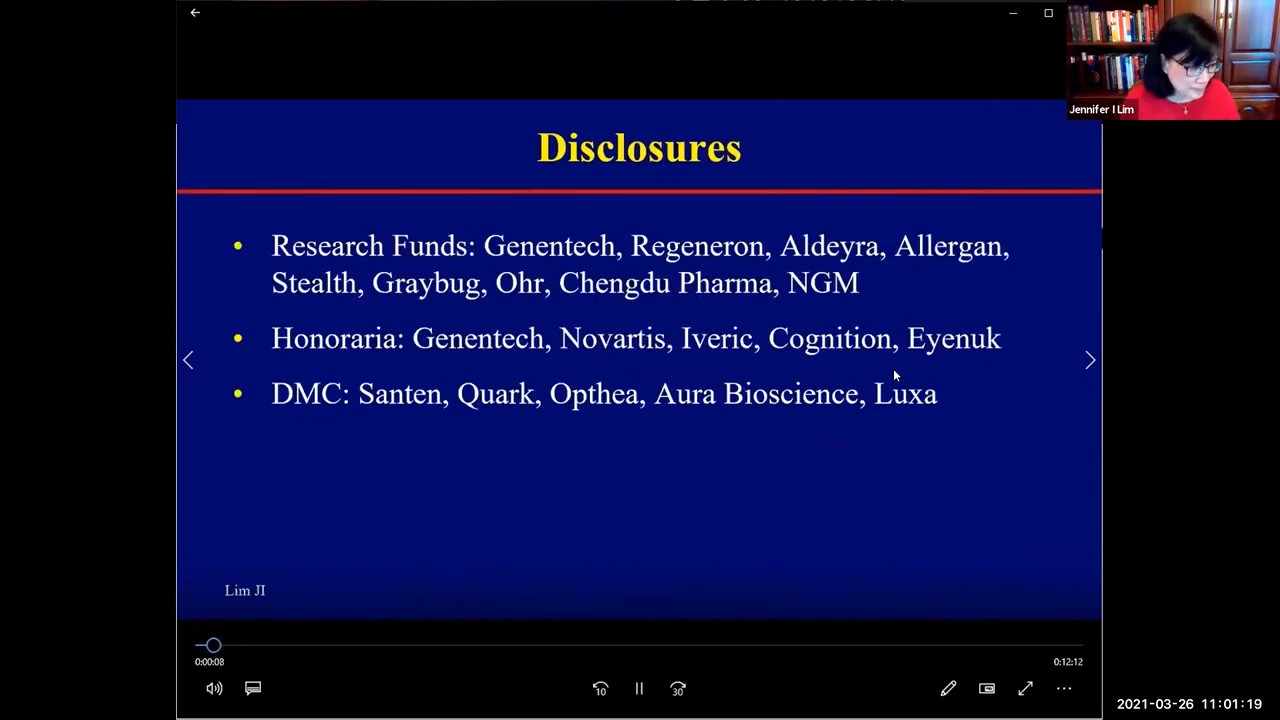 Jennifer I Lim
Disclosures
• Research Funds: Genentech, Regeneron, Aldeyra, Allergan,
Stealth, Graybug, Ohr, Chengdu Pharma, NGM
• Honoraria: Genentech, Novartis, Iveric, Cognition, Eyenuk
• DMC: Santen, Quark, Opthea, Aura Bioscience, Luxa
Lim JI
0:00:08
0:12:12
10
30
2021-03-26 11:01:19